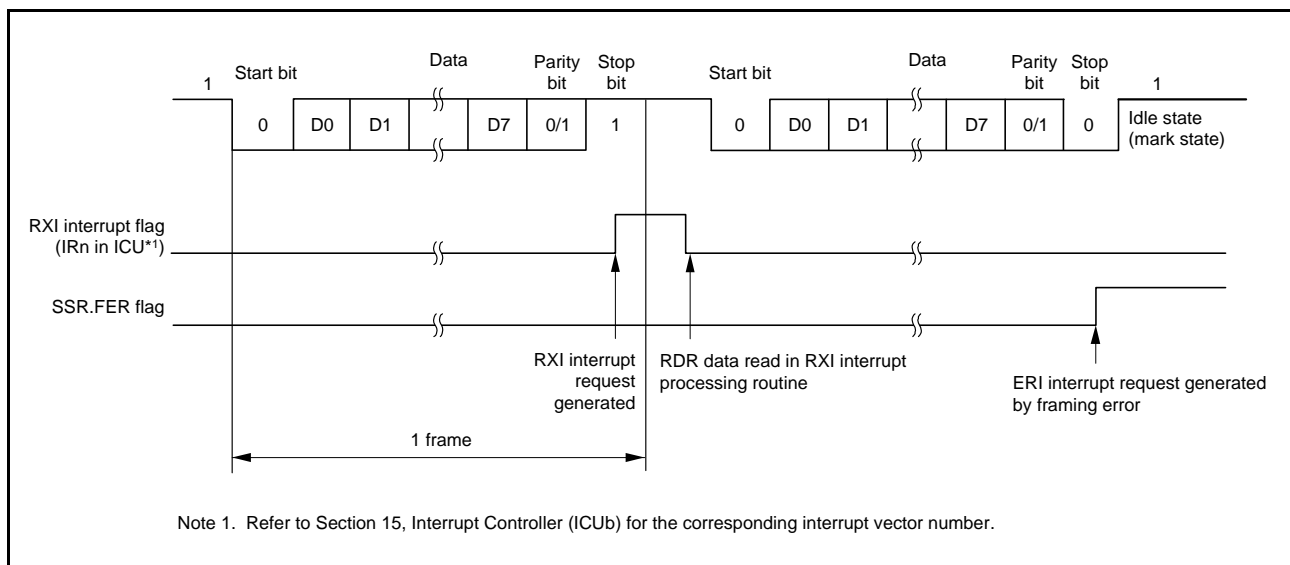 1 Start bit Data Parity bit Stop bit Start bit Data Parity bit Stop bit 1
0 D0 D1 D7 0/1 1 0 D0 D1 D7 0/1 0 Idle state (mark state)
RXI interrupt flag
(IRn in ICU*1)
SSR.FER flag
RXI interrupt
request
generated
RDR data read in RXI interrupt
processing routine
ERI interrupt request generated
by framing error
1 frame
Note 1. Refer to Section 15, Interrupt Controller (ICUb) for the corresponding interrupt vector number.